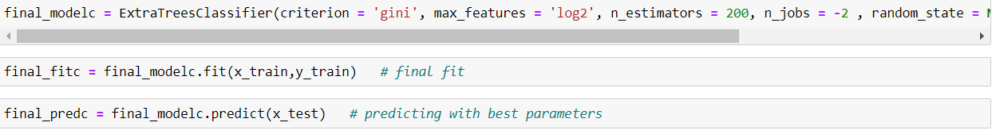 final_modelc = ExtraTreesClassifier(criterion = 'gini', max_features = 'log2', n_estimators = 200, n_jobs = -2 , random_state =
final_fitc = final_modelc.fit(x_train,y_train)   # final fit
final_predc = final_modelc.predict(x_test)   # predicting with best parameters